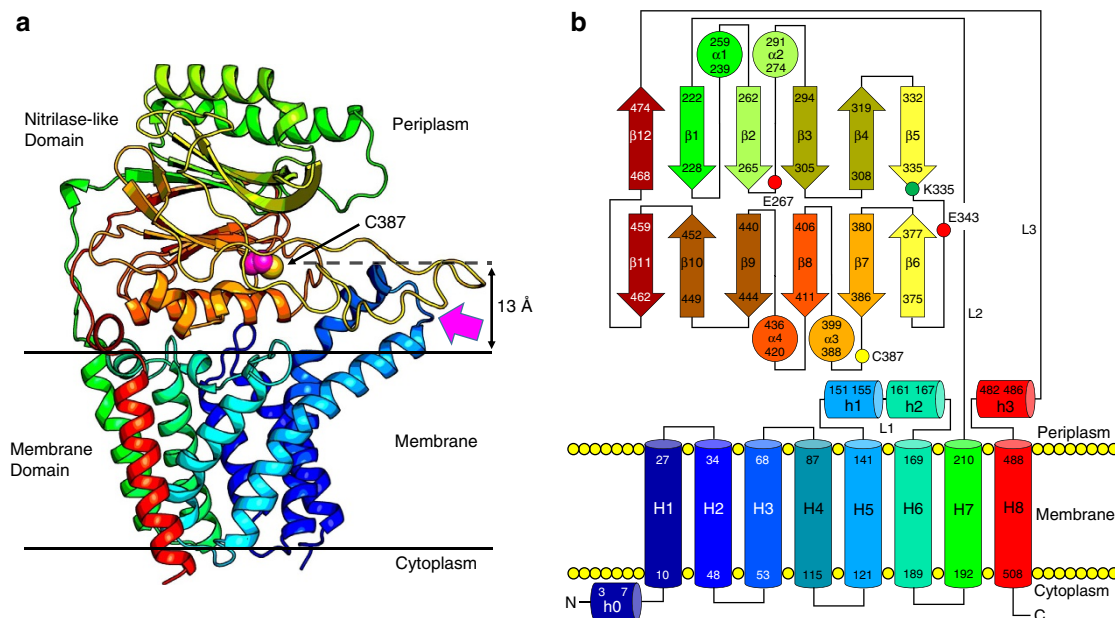 a
Nitrilase-like
Domain
Periplasm
C387
13 Å
Membrane
Domain
Membrane
Cytoplasm
b
259
α1
239
291
α2
274
474
β12
468
222
β1
228
262
β2
265
294
β3
305
319
β4
308
332
β5
335
K335
E267
E343
L3
459
β11
462
452
β10
449
440
β9
444
406
β8
411
380
β7
386
377
β6
375
L2
436
α4
420
399
α3
388
C387
151 155
h1
161 167
h2
482 486
h3
L1
Periplasm
27
H1
10
34
H2
48
68
H3
53
87
H4
115
141
H5
121
169
H6
189
210
H7
192
488
H8
508
Membrane
Cytoplasm
N
3 7
h0
C